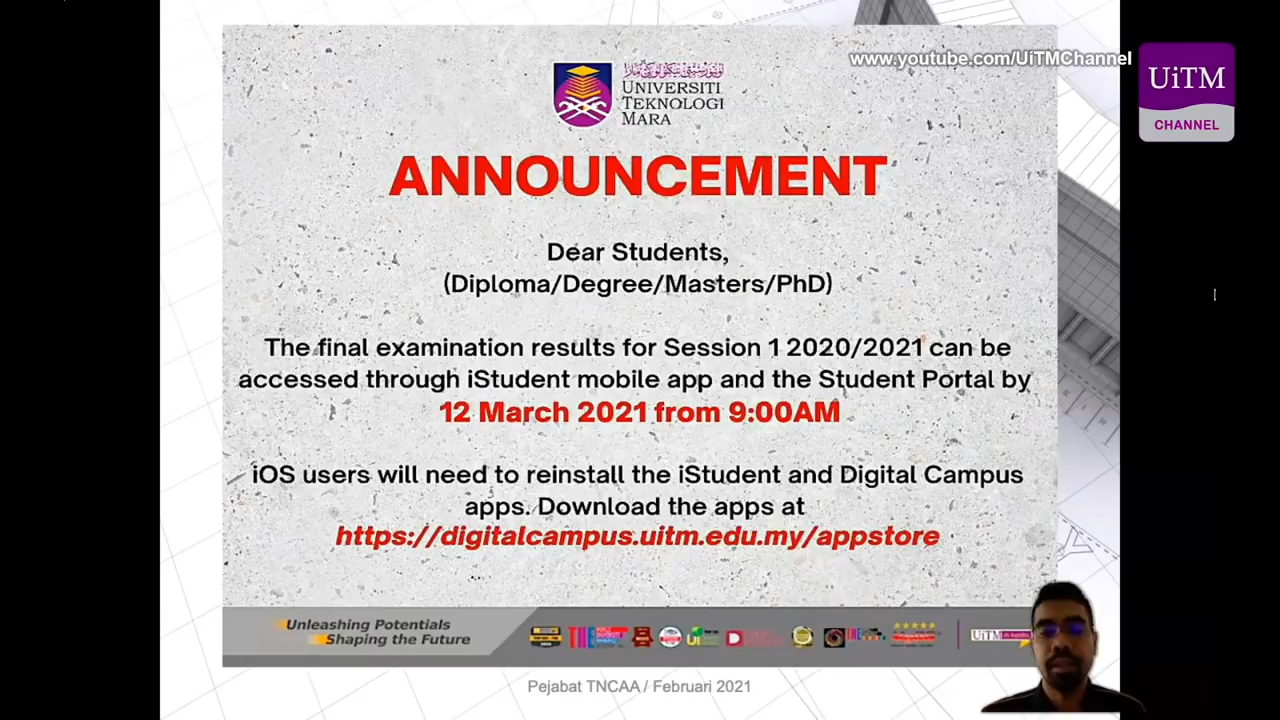 www.youtube.com/UiTMChannel
UiTM
CHANNEL
UNIVERSITI
TEKNOLOGI
MARA
ANNOUNCEMENT
Dear Students,
(Diploma/Degree/Masters/PhD)
The final examination results for Session 1 2020/2021 can be
accessed through iStudent mobile app and the Student Portal by
12 March 2021 from 9:00AM
iOS users will need to reinstall the iStudent and Digital Campus
apps. Download the apps at
https://digitalcampus.uitm.edu.my/appstore
Unleashing Potentials
Shaping the Future
UiTM
Pejabat TNCAA / Februari 2021